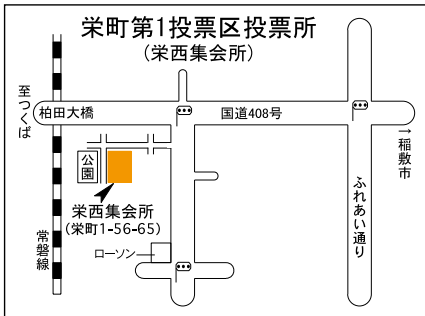 栄町第1投票区投票所
(栄西集会所)
至つくば
柏田大橋
国道408号
→稲敷市
公園
栄西集会所
(栄町1-56-65)
ふれあい通り
ローソン
常磐線